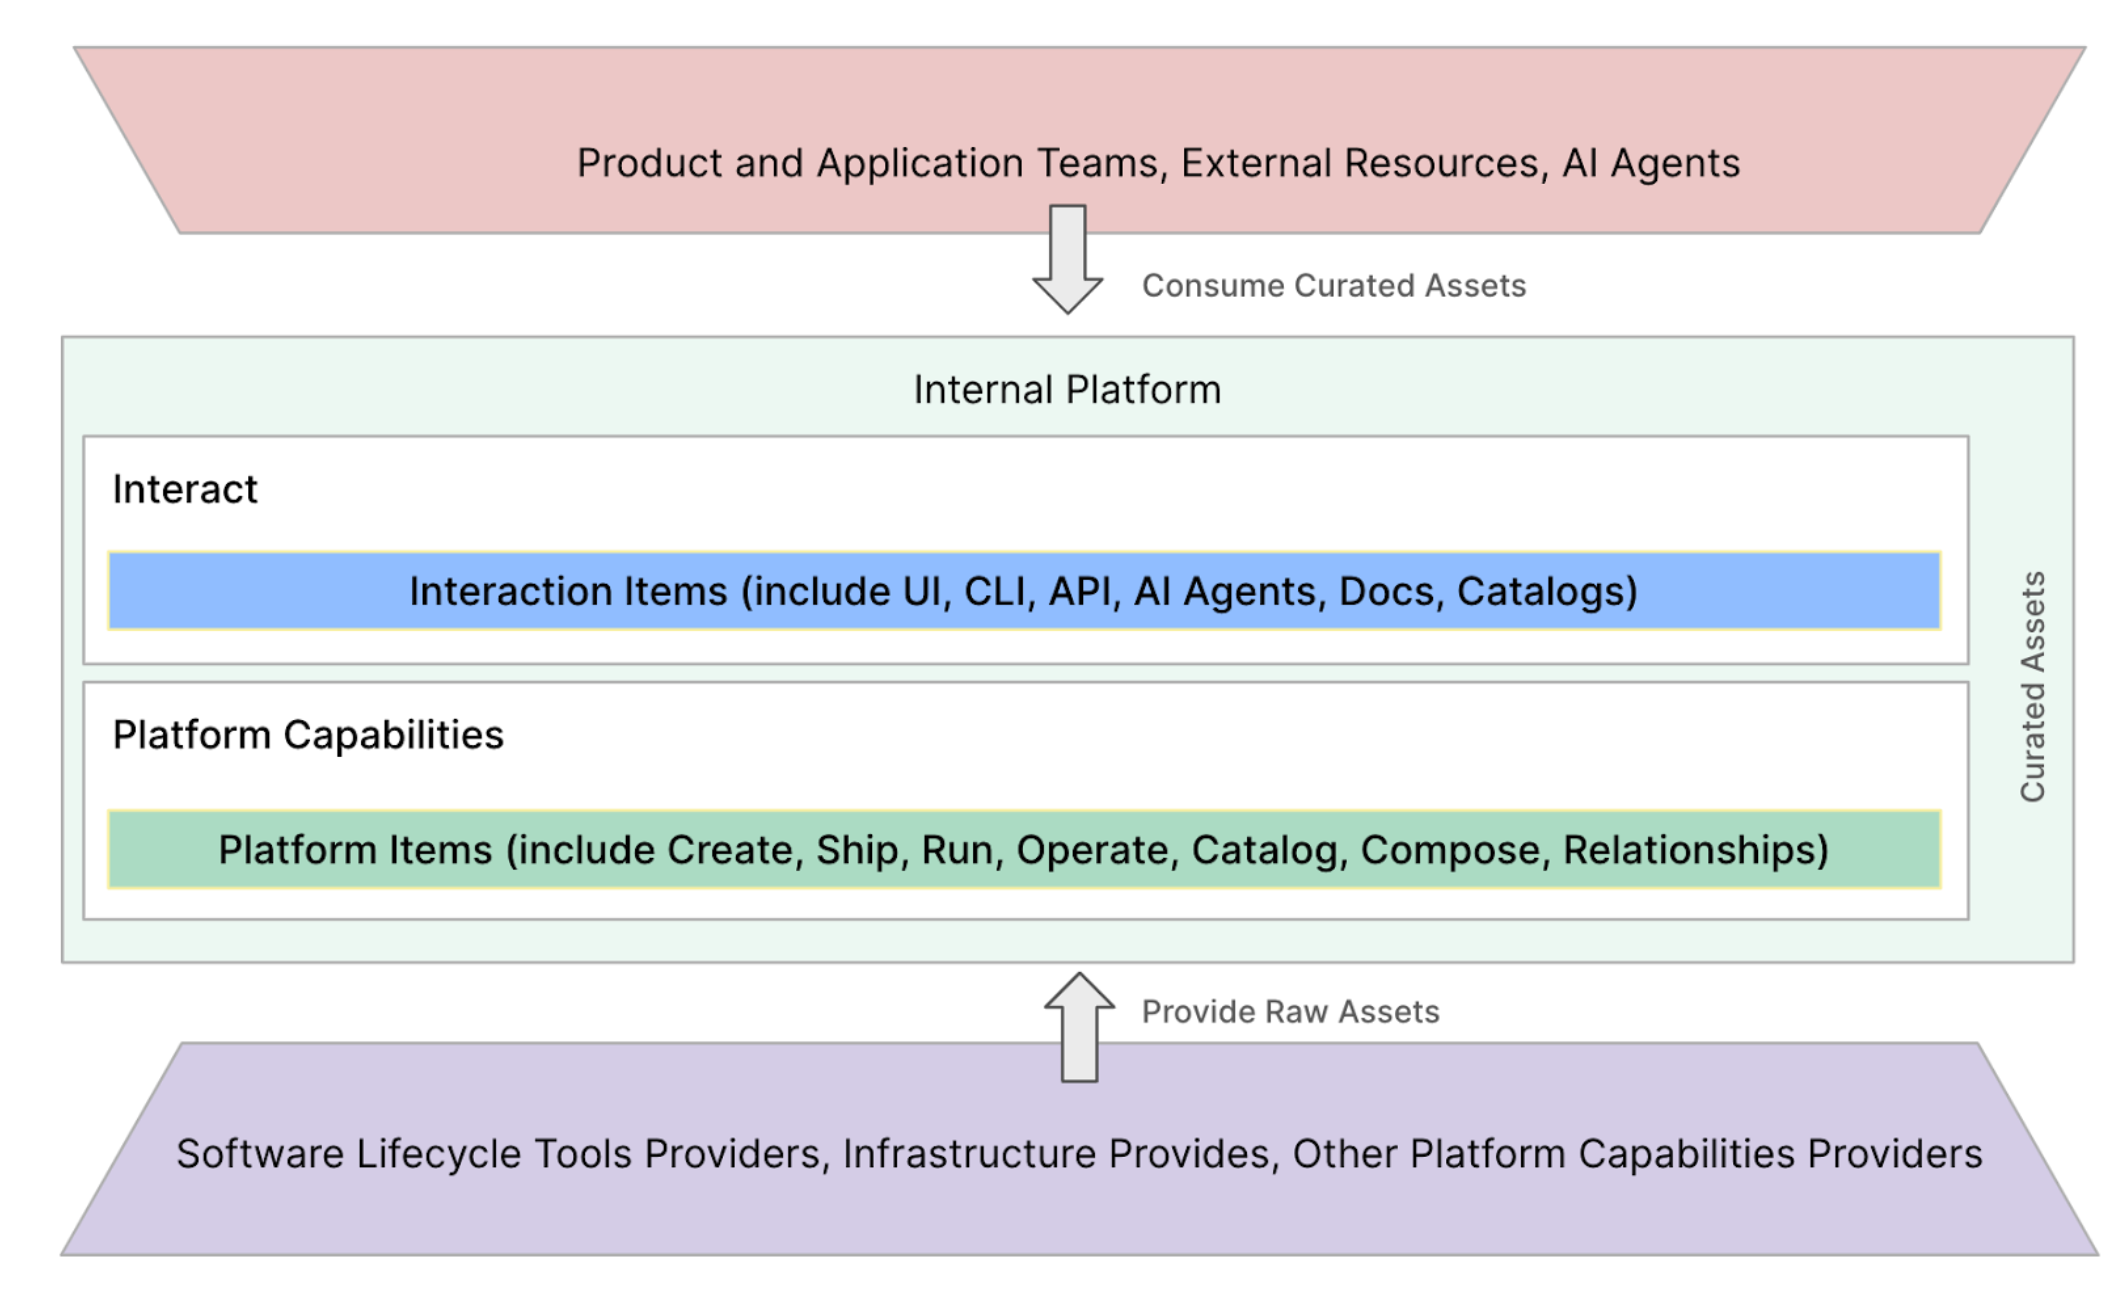 Product and Application Teams, External Resources, AI Agents
Consume Curated Assets
Internal Platform
Interact
Interaction Items (include UI, CLI, API, AI Agents, Docs, Catalogs)
Platform Capabilities
Platform Items (include Create, Ship, Run, Operate, Catalog, Compose, Relationships)
Curated Assets
Provide Raw Assets
Software Lifecycle Tools Providers, Infrastructure Provides, Other Platform Capabilities Providers